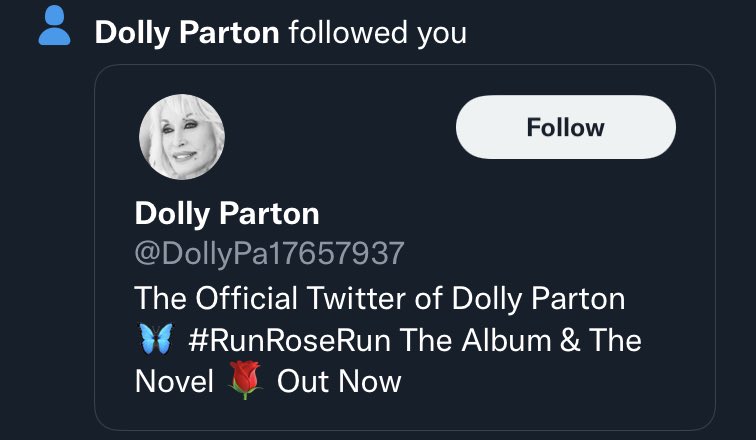 Dolly Parton followed you
Follow
Dolly Parton
@DollyPa17657937
The Official Twitter of Dolly Parton
🦋 #RunRoseRun The Album & The
Novel 🌹 Out Now